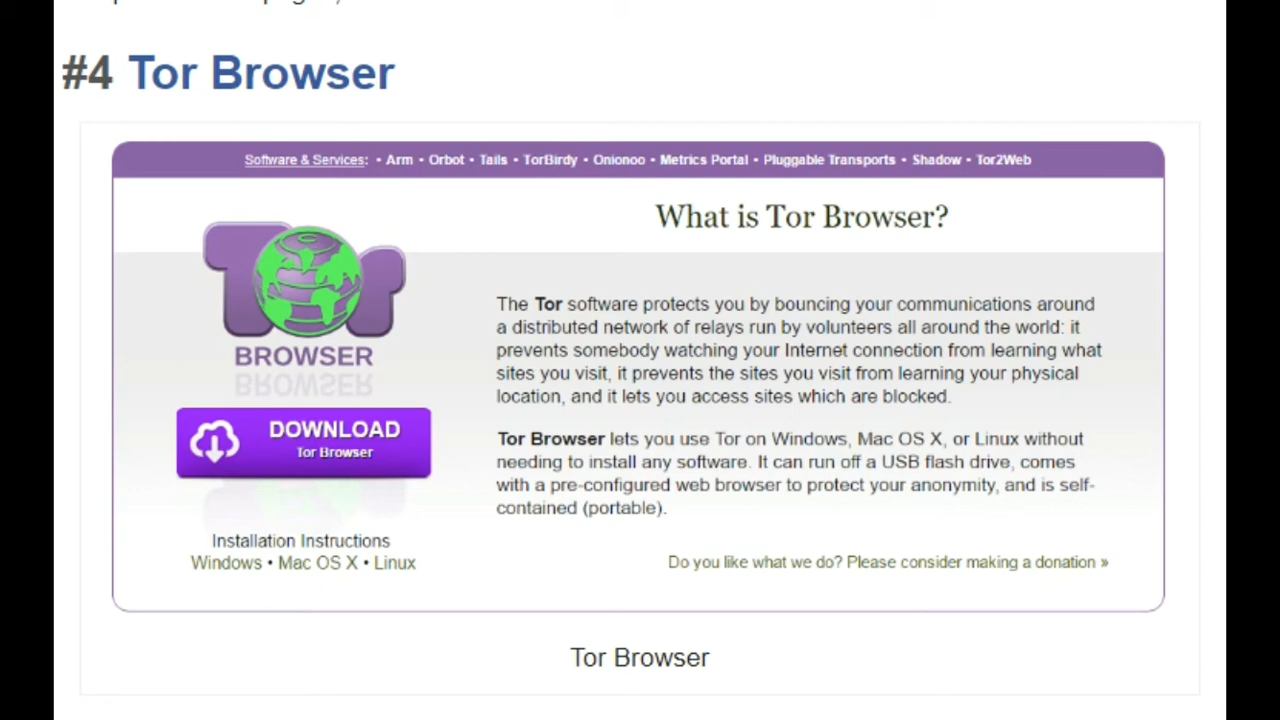 #4 Tor Browser
Software & Services: • Arm • Orbot • Tails • TorBirdy • Onionoo • Metrics Portal • Pluggable Transports • Shadow • Tor2Web
What is Tor Browser?
Tor
BROWSER
The Tor software protects you by bouncing your communications around
a distributed network of relays run by volunteers all around the world: it
prevents somebody watching your Internet connection from learning what
sites you visit, it prevents the sites you visit from learning your physical
location, and it lets you access sites which are blocked.
DOWNLOAD
Tor Browser
Tor Browser lets you use Tor on Windows, Mac OS X, or Linux without
needing to install any software. It can run off a USB flash drive, comes
with a pre-configured web browser to protect your anonymity, and is self-
contained (portable).
Installation Instructions
Windows • Mac OS X • Linux
Do you like what we do? Please consider making a donation »
Tor Browser